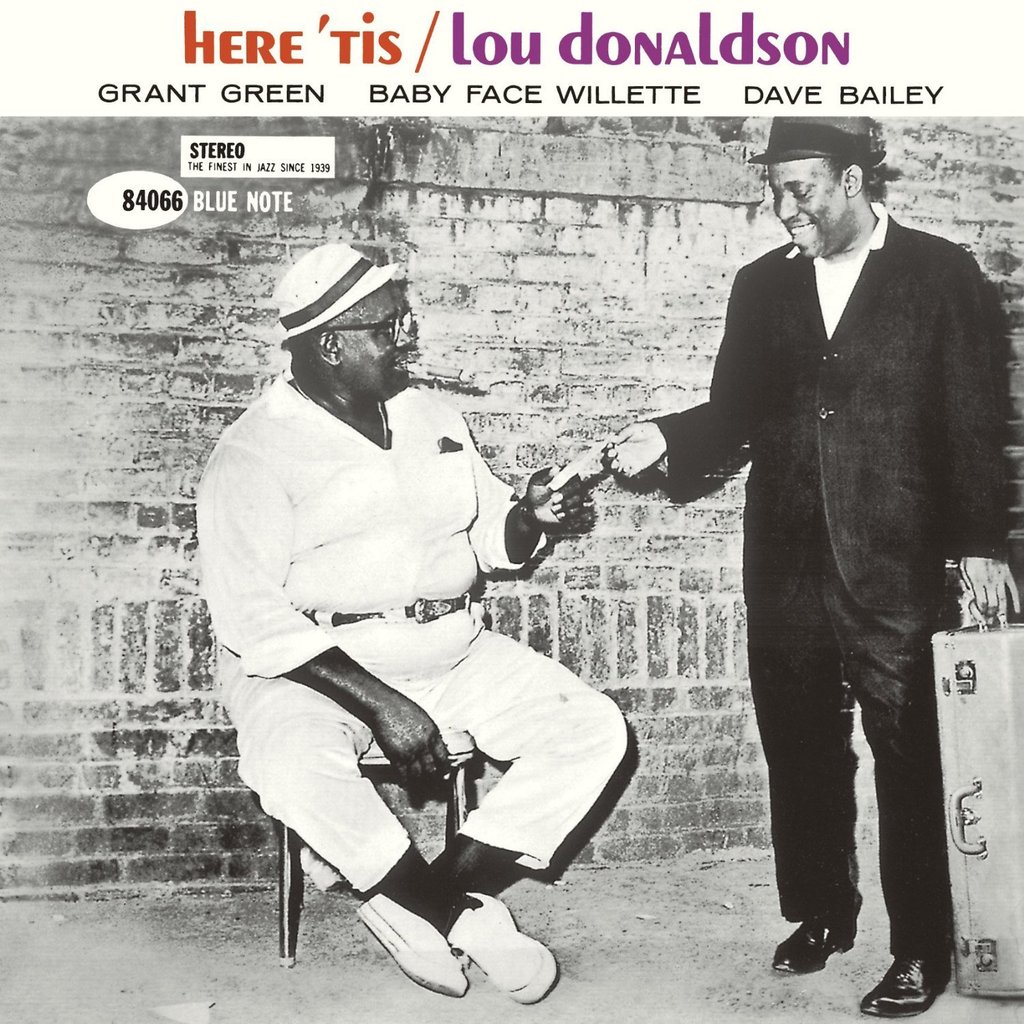 here 'tis / lou donaldson
GRANT GREEN BABY FACE WILLETTE DAVE BAILEY
STEREO
THE FINEST IN JAZZ SINCE 1939
84066 BLUE NOTE